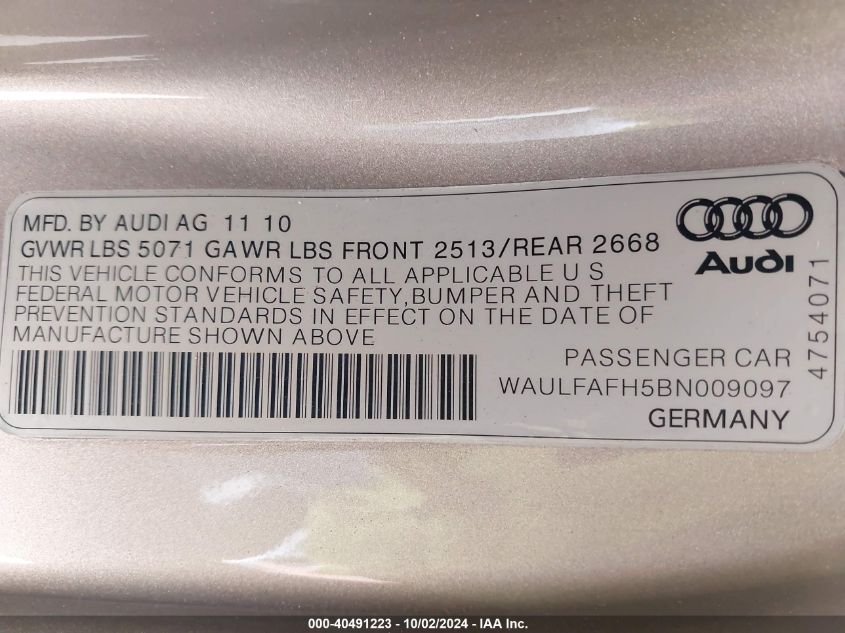 MFD. BY AUDI AG 11 10
GVWR LBS 5071 GAWR LBS FRONT 2513/REAR 2668
THIS VEHICLE CONFORMS TO ALL APPLICABLE U S
FEDERAL MOTOR VEHICLE SAFETY, BUMPER AND THEFT
PREVENTION STANDARDS IN EFFECT ON THE DATE OF
MANUFACTURE SHOWN ABOVE
Audi
PASSENGER CAR
WAULFAFH5BN009097
GERMANY
4754071
000-40491223 - 10/02/2024 - IAA Inc.